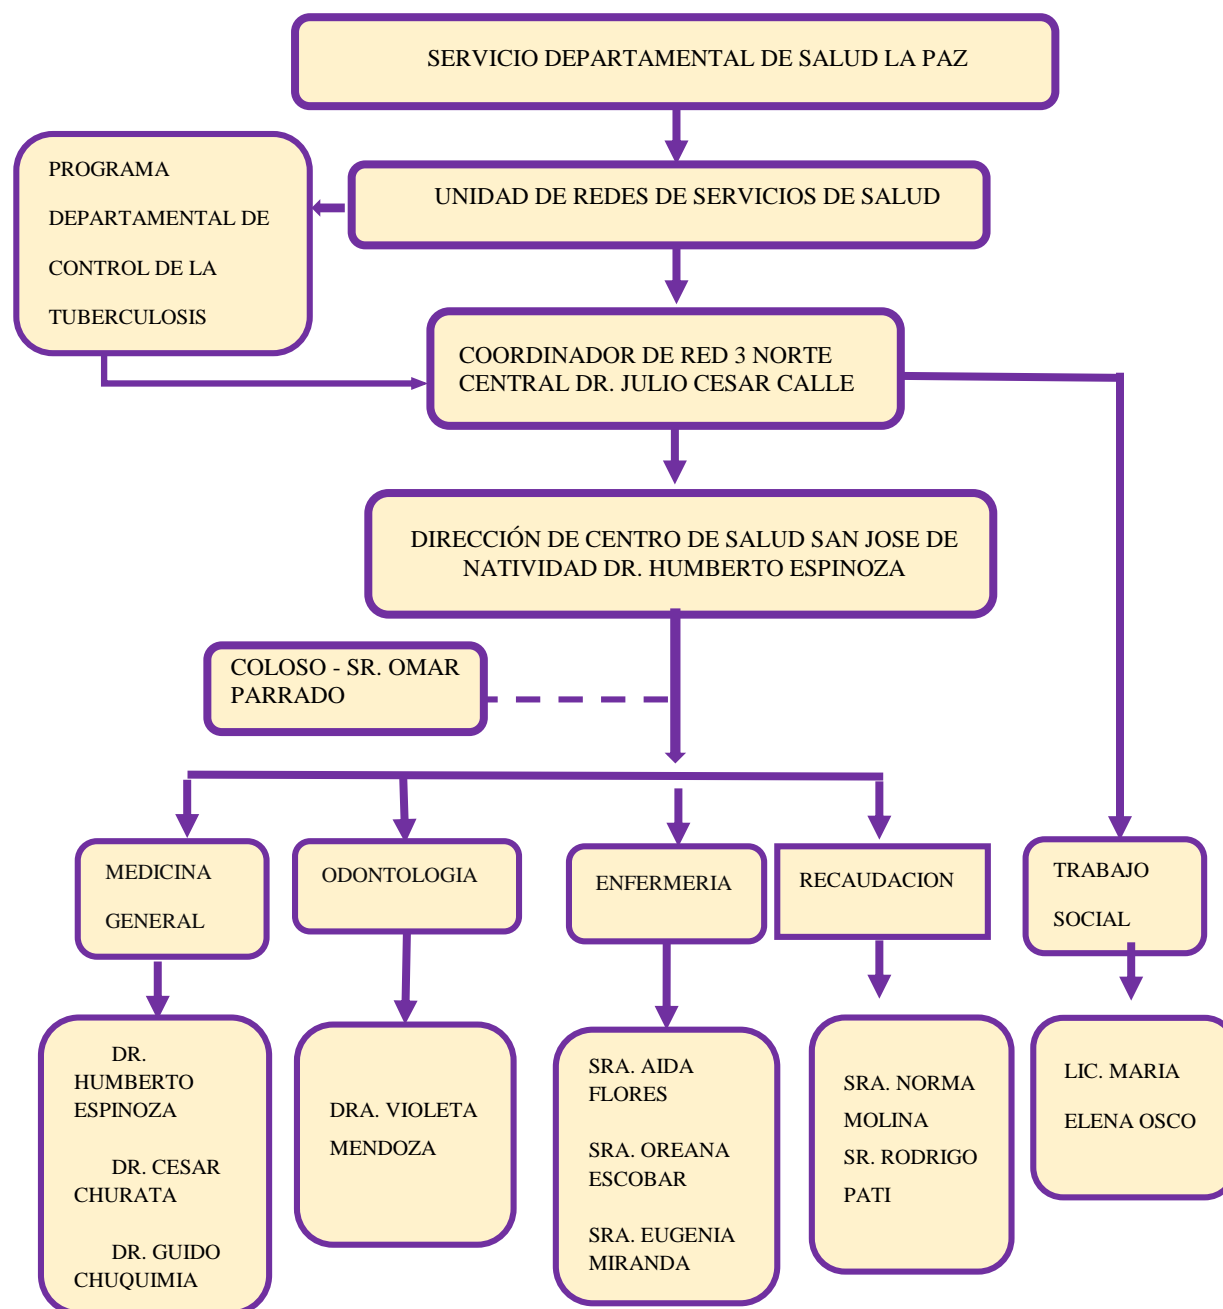 SERVICIO DEPARTAMENTAL DE SALUD LA PAZ
PROGRAMA
DEPARTAMENTAL DE
CONTROL DE LA
TUBERCULOSIS
UNIDAD DE REDES DE SERVICIOS DE SALUD
COORDINADOR DE RED 3 NORTE
CENTRAL DR. JULIO CESAR CALLE
DIRECCIÓN DE CENTRO DE SALUD SAN JOSE DE
NATIVIDAD DR. HUMBERTO ESPINOZA
COLOSO - SR. OMAR
PARRADO
MEDICINA
GENERAL
ODONTOLOGIA
ENFERMERIA
RECAUDACION
TRABAJO
SOCIAL
DR.
HUMBERTO
ESPINOZA
DR. CESAR
CHURATA
DR. GUIDO
CHUQUIMIA
DRA. VIOLETA
MENDOZA
SRA. AIDA
FLORES
SRA. OREANA
ESCOBAR
SRA. EUGENIA
MIRANDA
SRA. NORMA
MOLINA
SR. RODRIGO
PATI
LIC. MARIA
ELENA OSCO